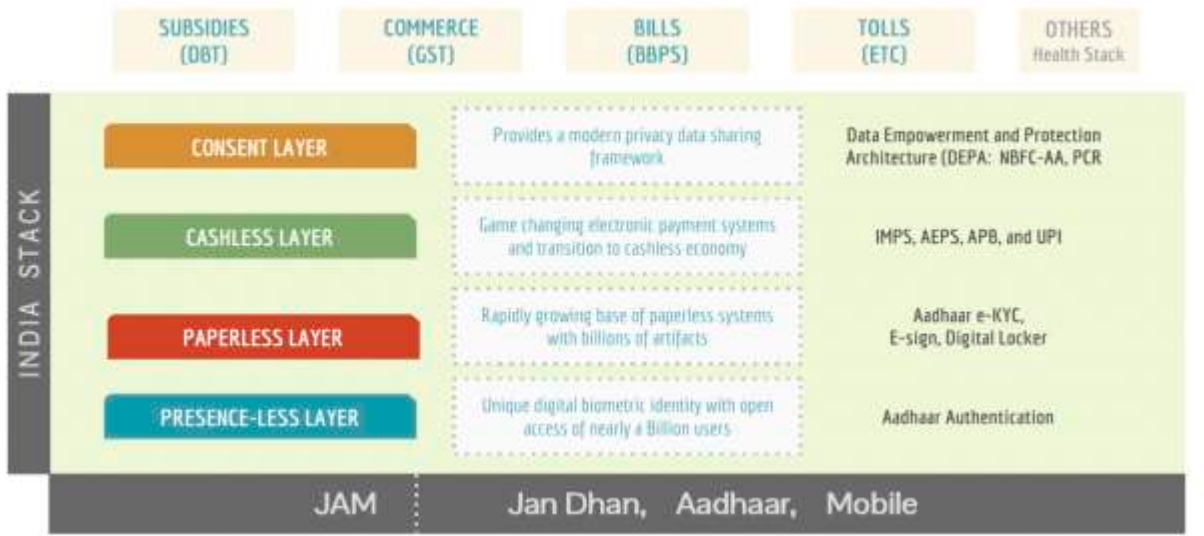 SUBSIDIES
(DBT)
COMMERCE
(GST)
BILLS
(BBPS)
TOLLS
(ETC)
OTHERS
Health Stack
INDIA STACK
CONSENT LAYER
Provides a modern privacy data sharing
framework
Data Empowerment and Protection
Architecture (DEPA: NBFC-AA, PCR
CASHLESS LAYER
Game changing electronic payment systems
and transition to cashless economy
IMPS, AEPS, APB, and UPI
PAPERLESS LAYER
Rapidly growing base of paperless systems
with billions of artifacts
Aadhaar e-KYC,
E-sign, Digital Locker
PRESENCE-LESS LAYER
Unique digital biometric identity with open
access of nearly a Billion users
Aadhaar Authentication
JAM
Jan Dhan, Aadhaar, Mobile